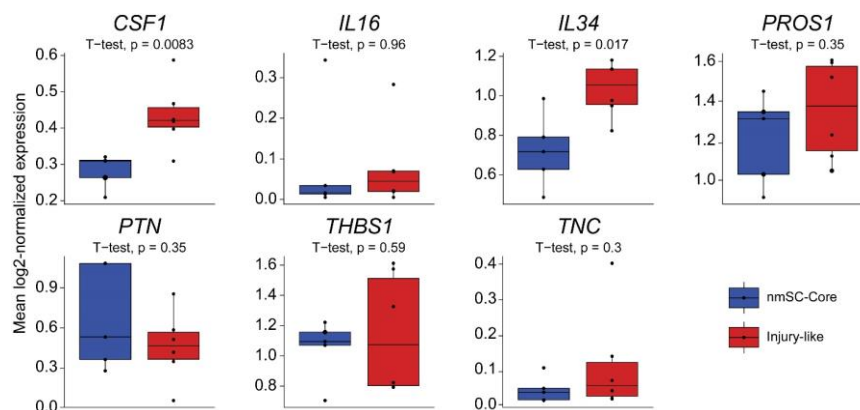 CSF1
T-test, p = 0.0083
IL16
T-test, p = 0.96
IL34
T-test, p = 0.017
PROS1
T-test, p = 0.35
Mean log2-normalized expression
0.6
0.5
0.4
0.3
0.2
0.3
0.2
0.1
0.0
1.2
1.0
0.8
0.6
1.6
1.4
1.2
1.0
PTN
T-test, p = 0.35
THBS1
T-test, p = 0.59
TNC
T-test, p = 0.3
0.9
0.6
0.3
0.0
1.6
1.4
1.2
1.0
0.8
0.4
0.3
0.2
0.1
0.0
nmSC-Core
Injury-like